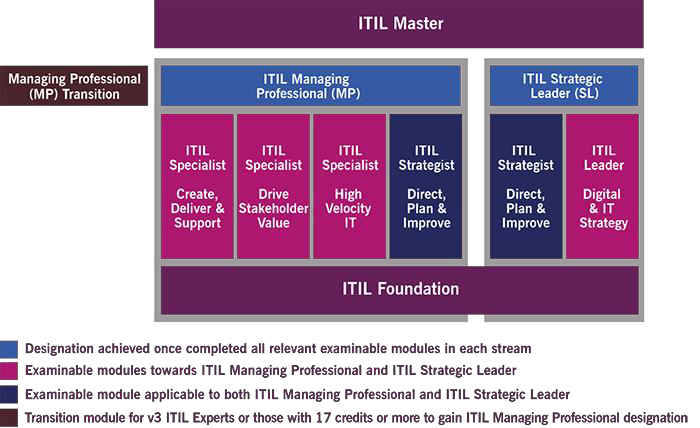 ITIL Master
Managing Professional
(MP) Transition
ITIL Managing
Professional (MP)
ITIL Strategic
Leader (SL)
ITIL
Specialist
Create,
Deliver &
Support
ITIL
Specialist
Drive
Stakeholder
Value
ITIL
Specialist
High
Velocity
IT
ITIL
Strategist
Direct,
Plan &
Improve
ITIL
Strategist
Direct,
Plan &
Improve
ITIL
Leader
Digital
& IT
Strategy
ITIL Foundation
Designation achieved once completed all relevant examinable modules in each stream
Examinable modules towards ITIL Managing Professional and ITIL Strategic Leader
Examinable module applicable to both ITIL Managing Professional and ITIL Strategic Leader
Transition module for v3 ITIL Experts or those with 17 credits or more to gain ITIL Managing Professional designation